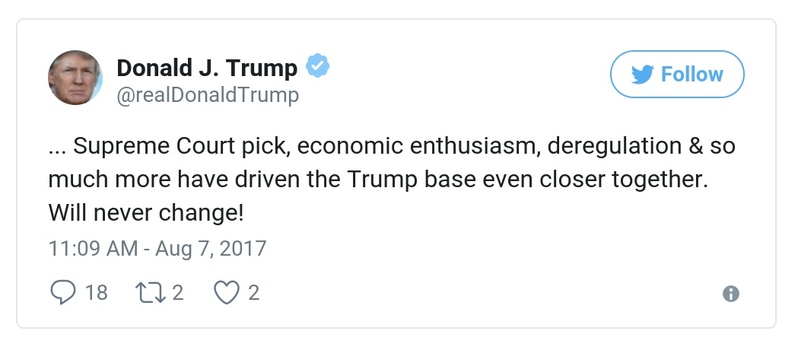 Donald J. Trump
@realDonaldTrump
Follow
... Supreme Court pick, economic enthusiasm, deregulation & so
much more have driven the Trump base even closer together.
Will never change!
11:09 AM - Aug 7, 2017
18 2 2